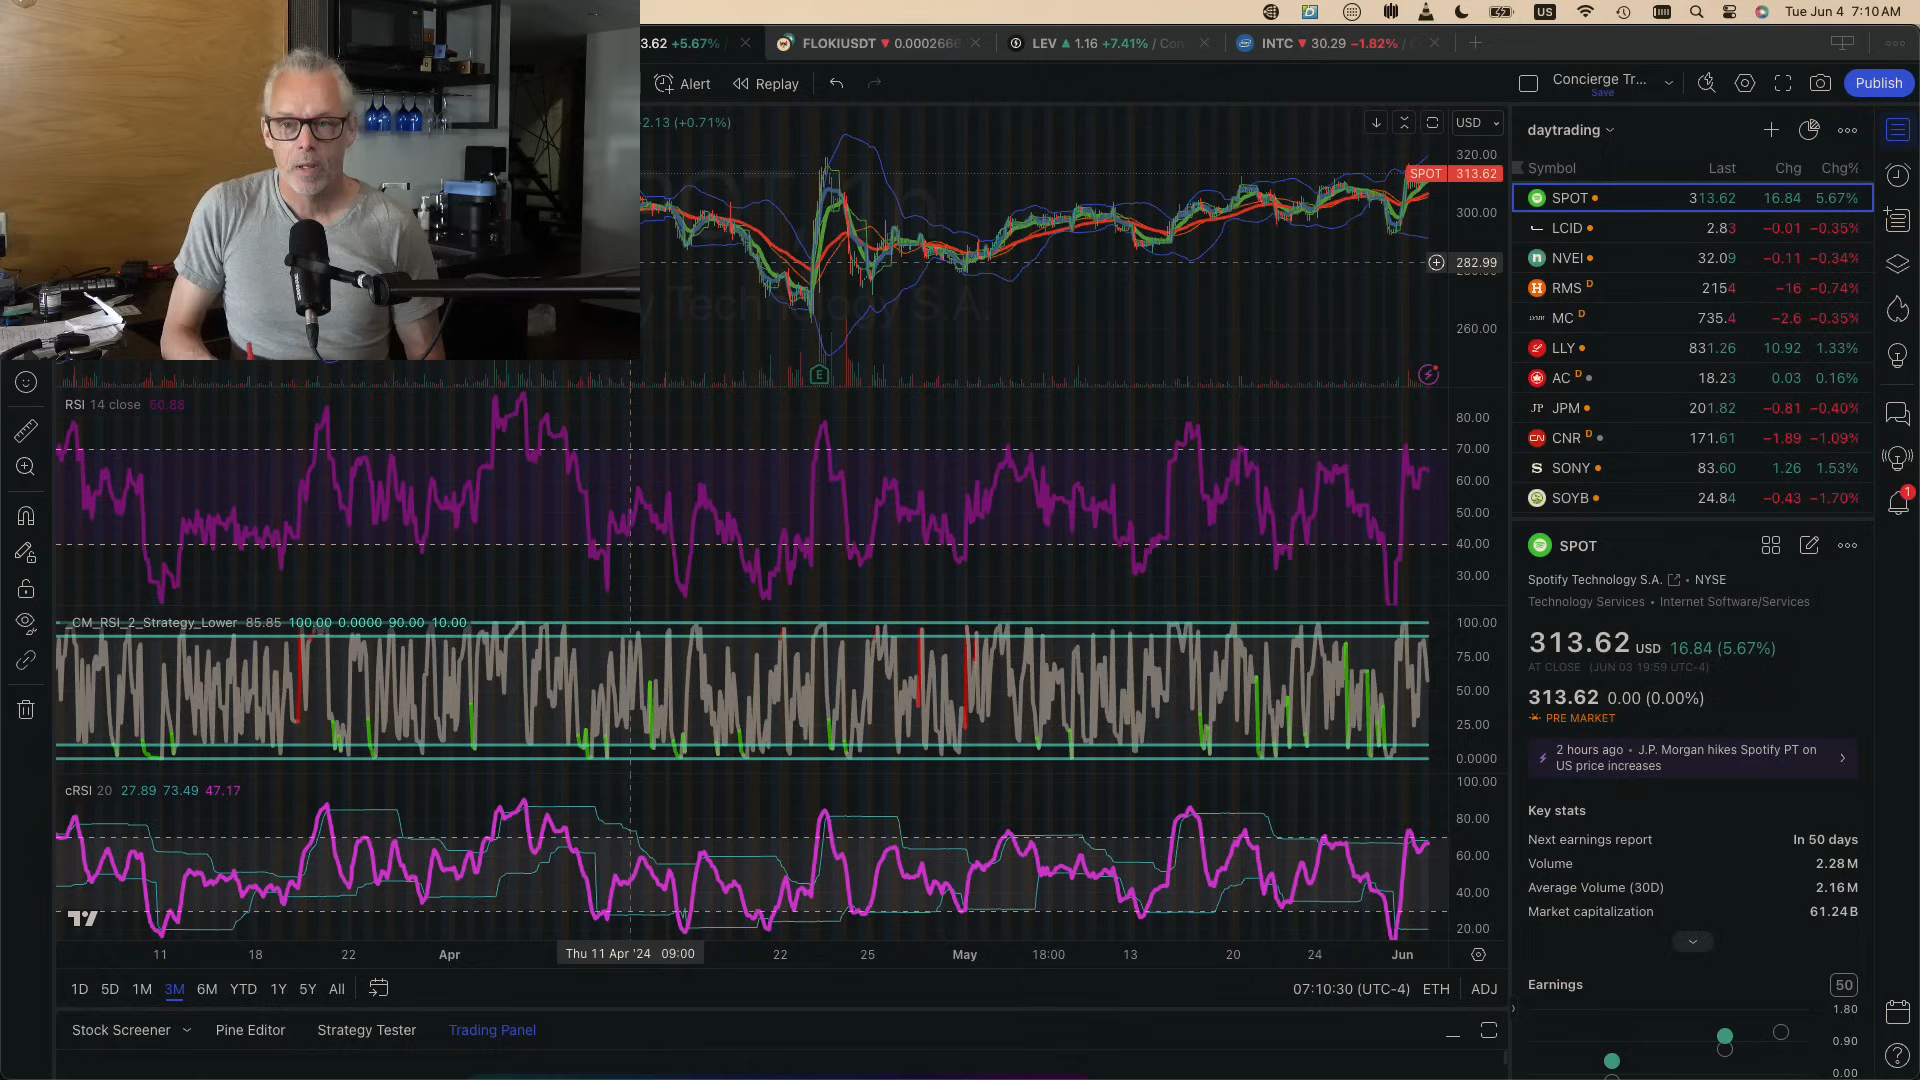 US
Tue Jun 4 7:10 AM
3.62 +5.67%
FLOKIUSDT 0.0002666
LEV 1.16 +7.41% / Con
INTC 30.29 −1.82% / C
Alert
Replay
Concierge Tr...
Save
Publish
2.13 (+0.71%)
USD
320.00
SPOT 313.62
300.00
282.99
260.00
Technology S.A.
E
daytrading
Symbol Last Chg Chg%
SPOT 313.62 16.84 5.67%
LCID 2.83 −0.01 −0.35%
NVEI 32.09 −0.11 −0.34%
RMS D 2154 −16 −0.74%
MC D 735.4 −2.6 −0.35%
LLY 831.26 10.92 1.33%
AC D 18.23 0.03 0.16%
JPM 201.82 −0.81 −0.40%
CNR D 171.61 −1.89 −1.09%
SONY 83.60 1.26 1.53%
SOYB 24.84 −0.43 −1.70%
1
RSI 14 close 50.88
80.00
70.00
60.00
50.00
40.00
30.00
_CM_RSI_2_Strategy_Lower 85.85 100.00 0.0000 90.00 10.00
100.00
75.00
50.00
25.00
0.0000
cRSI 20 27.89 73.49 47.17
100.00
80.00
60.00
40.00
20.00
11 18 22 Apr Thu 11 Apr '24 09:00 22 25 May 18:00 13 20 24 Jun
1D 5D 1M 3M 6M YTD 1Y 5Y All
07:10:30 (UTC-4) ETH ADJ
Stock Screener Pine Editor Strategy Tester Trading Panel
SPOT
Spotify Technology S.A. • NYSE
Technology Services • Internet Software/Services
313.62 USD 16.84 (5.67%)
AT CLOSE (JUN 03 19:59 UTC-4)
313.62 0.00 (0.00%)
PRE MARKET
2 hours ago • J.P. Morgan hikes Spotify PT on
US price increases
Key stats
Next earnings report In 50 days
Volume 2.28 M
Average Volume (30D) 2.16 M
Market capitalization 61.24 B
Earnings 50
1.80
0.90
0.00